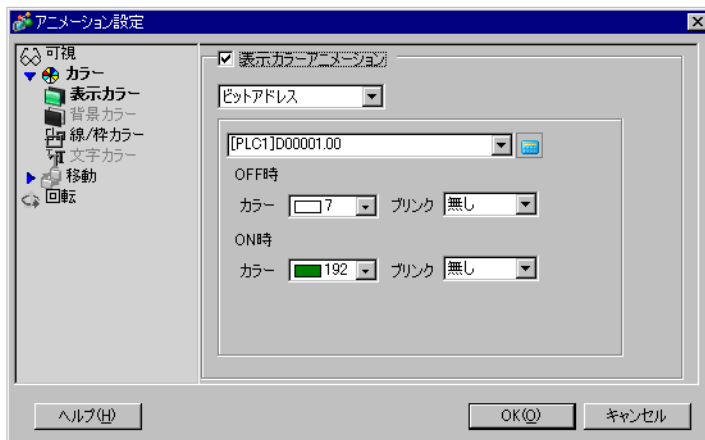 アニメーション設定
可視
カラー
表示カラー
背景カラー
線/枠カラー
文字カラー
移動
回転
表示カラーアニメーション
ビットアドレス
[PLC1]D00001.00
OFF時
カラー 7 ブリンク 無し
ON時
カラー 192 ブリンク 無し
ヘルプ(H) OK(O) キャンセル